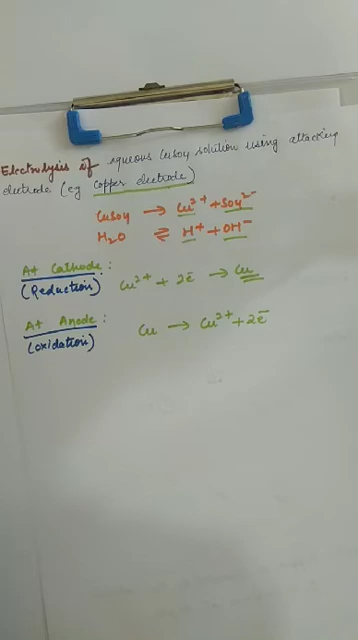 Electrolysis of aqueous CuSO4 solution using attacking
electrode (eg Copper electrode)
CuSO4 → Cu²⁺ + SO4²⁻
H₂O ⇌ H⁺ + OH⁻
At Cathode:
(Reduction) Cu²⁺ + 2e̅ → Cu
At Anode:
(Oxidation) Cu → Cu²⁺ + 2e̅